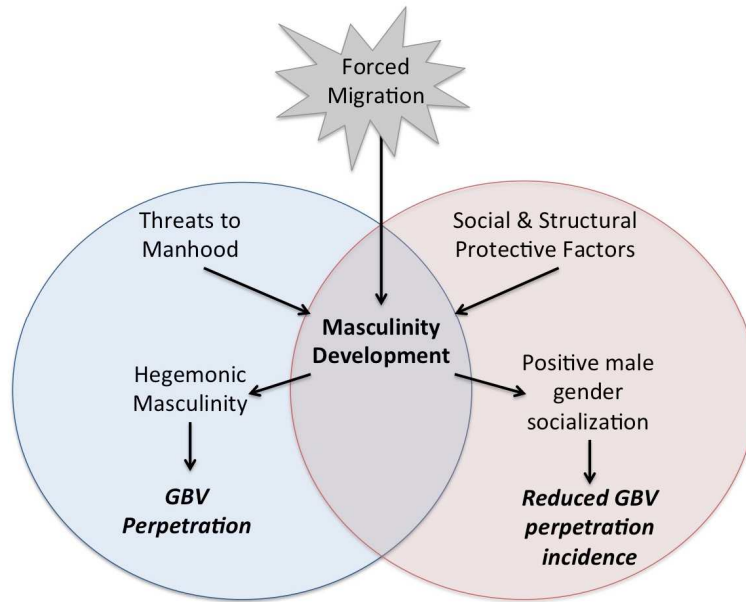 Forced
Migration
Threats to
Manhood
Social & Structural
Protective Factors
Masculinity
Development
Hegemonic
Masculinity
Positive male
gender
socialization
GBV
Perpetration
Reduced GBV
perpetration
incidence